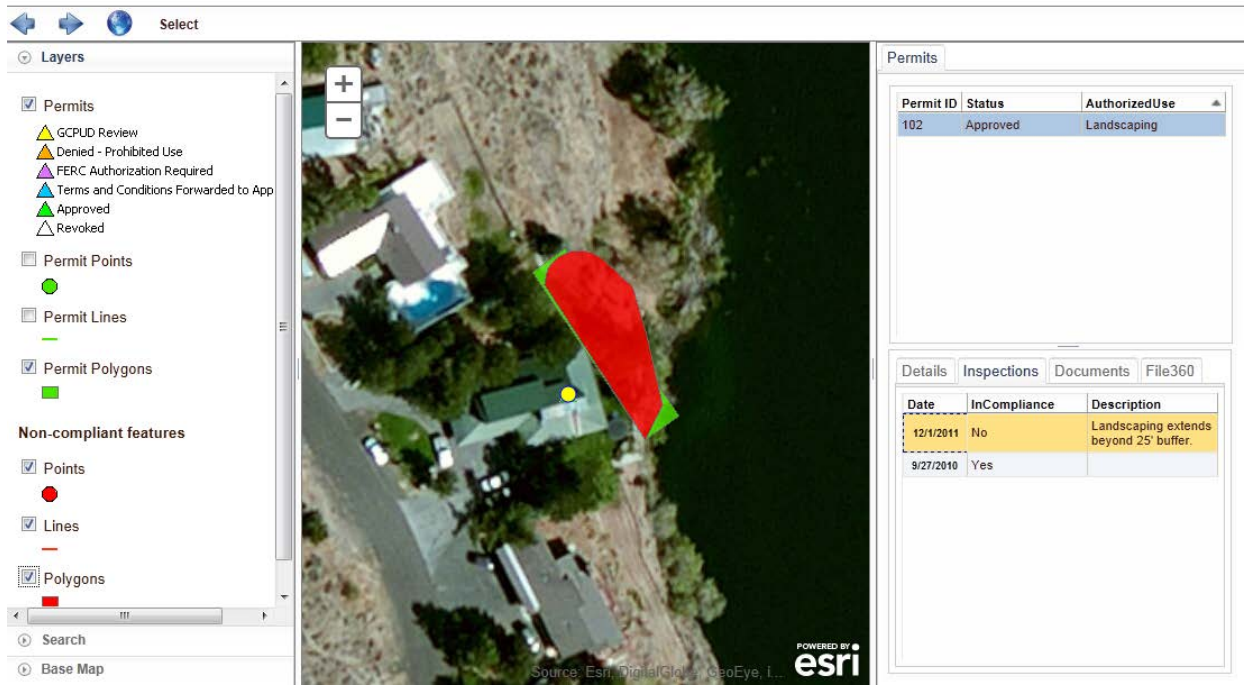 Select
Layers
Permits
GCPUD Review
Denied - Prohibited Use
FERC Authorization Required
Terms and Conditions Forwarded to App
Approved
Revoked
Permit Points
Permit Lines
Permit Polygons
Non-compliant features
Points
Lines
Polygons
Search
Base Map
+
−
Source: Esri, DigitalGlobe, GeoEye, i...
POWERED BY
esri
Permits
Permit ID Status AuthorizedUse
102 Approved Landscaping
Details Inspections Documents File360
Date InCompliance Description
12/1/2011 No Landscaping extends
beyond 25' buffer.
9/27/2010 Yes